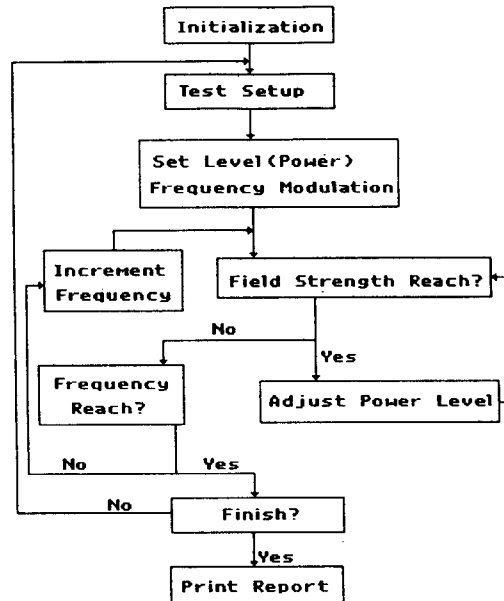 Initialization
Test Setup
Set Level(Power)
Frequency Modulation
Increment
Frequency
Field Strength Reach?
No
Yes
Frequency
Reach?
Adjust Power Level
No
Yes
No
Finish?
Yes
Print Report